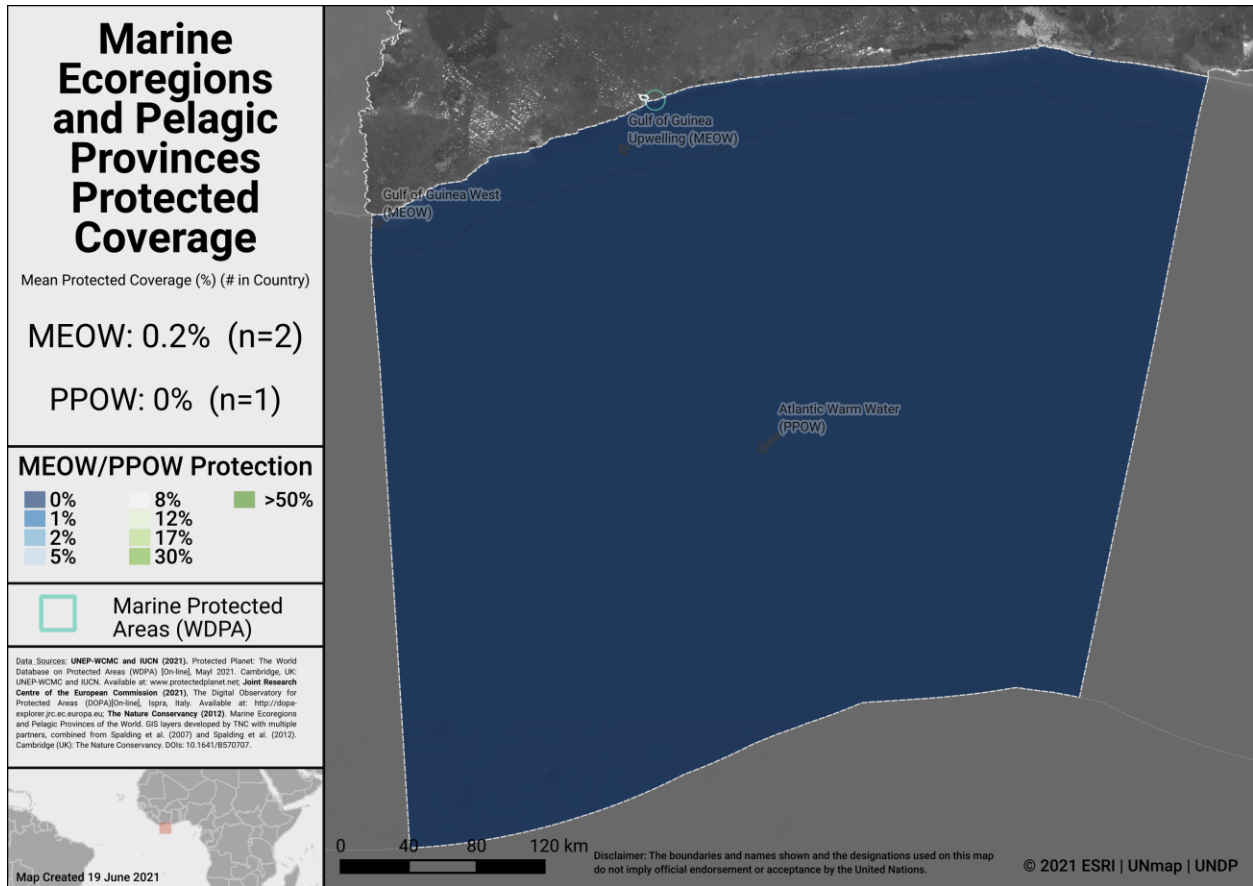 Marine
Ecoregions
and Pelagic
Provinces
Protected
Coverage
Mean Protected Coverage (%) (# in Country)
MEOW: 0.2% (n=2)
PPOW: 0% (n=1)
MEOW/PPOW Protection
0%
1%
2%
5%
8%
12%
17%
30%
>50%
Marine Protected
Areas (WDPA)
Data Sources: UNEP-WCMC and IUCN (2021). Protected Planet: The World
Database on Protected Areas (WDPA) [On-line], Mayl 2021. Cambridge, UK:
UNEP-WCMC and IUCN. Available at: www.protectedplanet.net; Joint Research
Centre of the European Commission (2021), The Digital Observatory for
Protected Areas (DOPA)[On-line], Ispra, Italy. Available at: http://dopa-
explorer.jrc.ec.europa.eu; The Nature Conservancy (2012). Marine Ecoregions
and Pelagic Provinces of the World. GIS layers developed by TNC with multiple
partners, combined from Spalding et al. (2007) and Spalding et al. (2012).
Cambridge (UK): The Nature Conservancy. DOIs: 10.1641/B570707.
Map Created 19 June 2021
Gulf of Guinea
Upwelling (MEOW)
Gulf of Guinea West
(MEOW)
Atlantic Warm Water
(PPOW)
0 40 80 120 km
Disclaimer: The boundaries and names shown and the designations used on this map
do not imply official endorsement or acceptance by the United Nations.
© 2021 ESRI | UNmap | UNDP